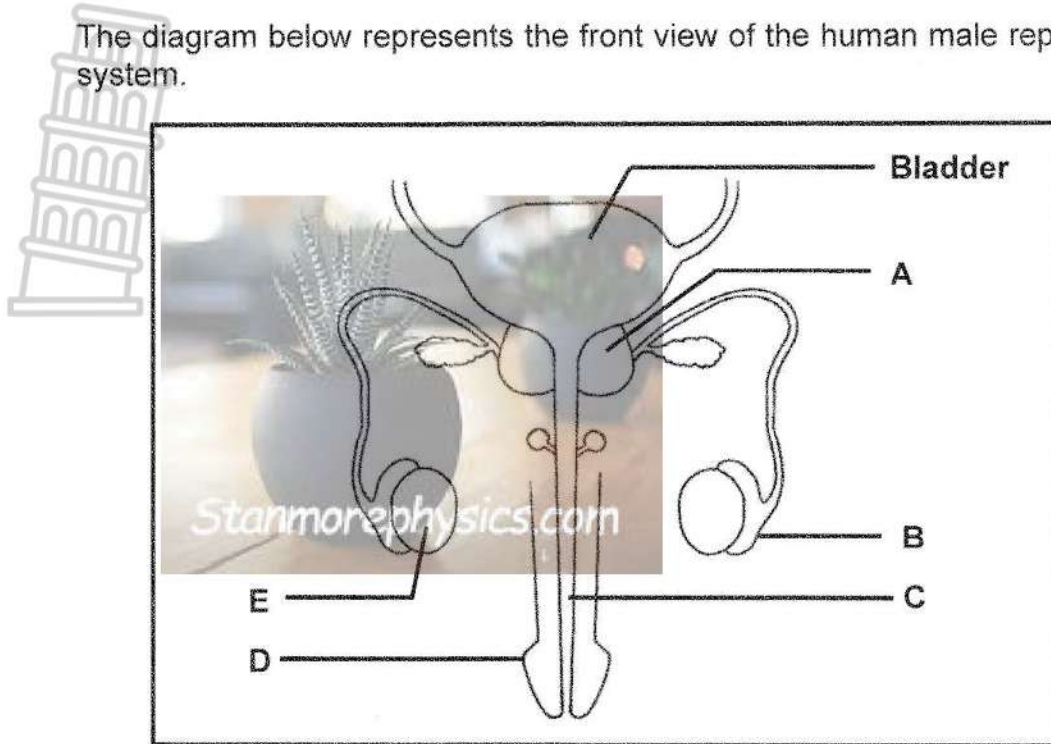 The diagram below represents the front view of the human male rep
system.
Bladder
A
Stanmorephysics.com
B
E
C
D